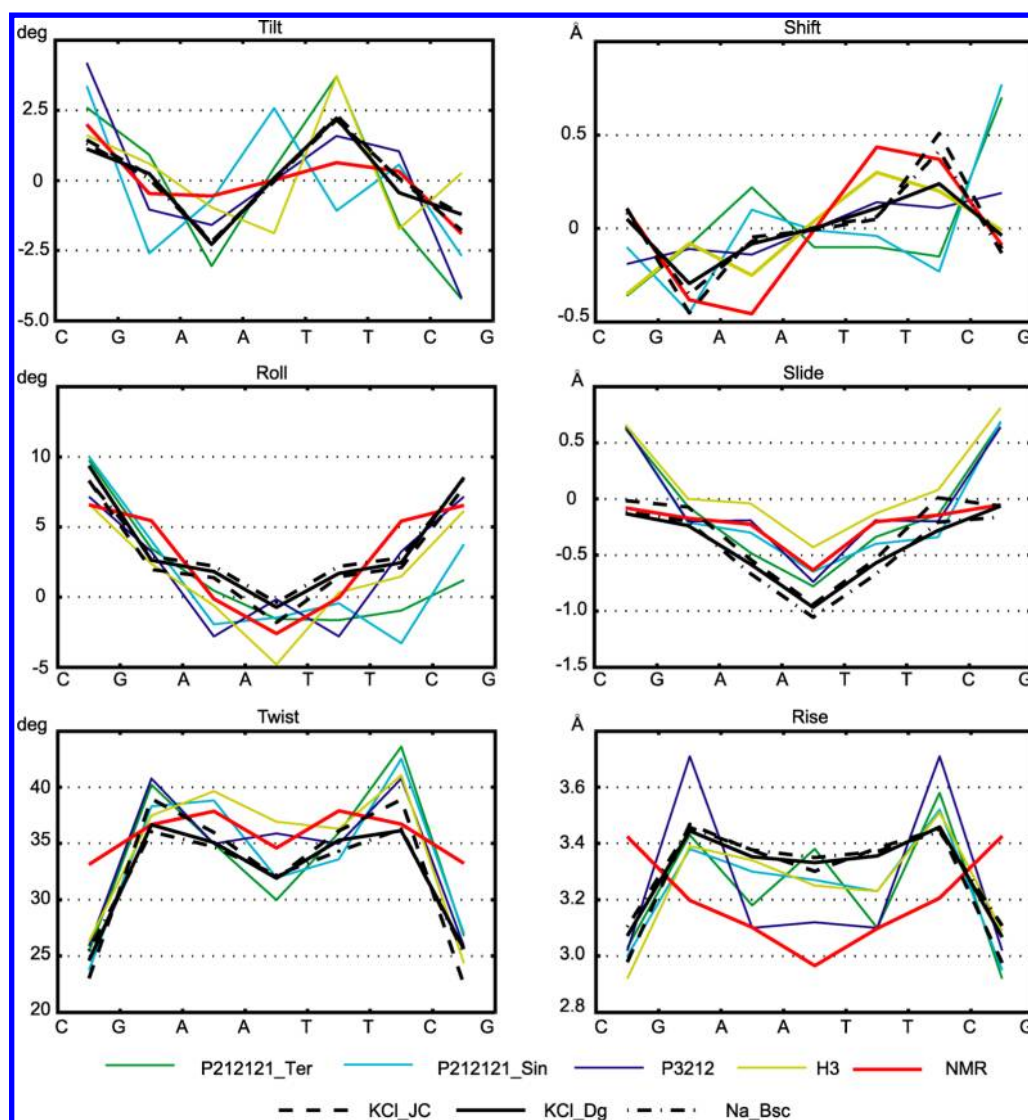 deg Tilt Å Shift
5.0
2.5 0.5
0 0
-2.5
-5.0 -0.5
C G A A T T C G C G A A T T C G
deg Roll Å Slide
10 0.5
5 0
-0.5
0 -1.0
-5 -1.5
C G A A T T C G C G A A T T C G
deg Twist Å Rise
40 3.6
35 3.4
30 3.2
25 3.0
20 2.8
C G A A T T C G C G A A T T C G
P212121_Ter P212121_Sin P3212 H3 NMR
KCl_JC KCl_Dg Na_Bsc